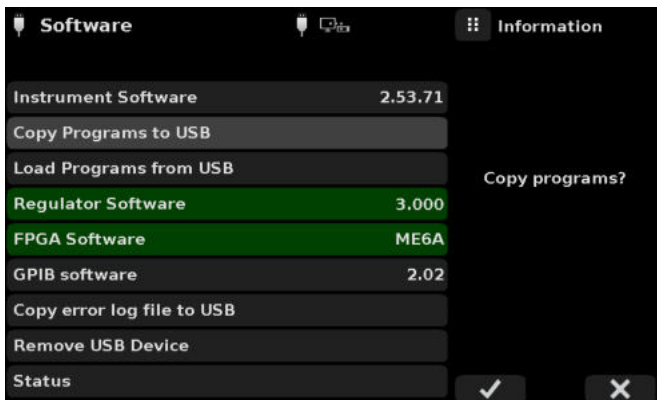 Software
Information
Instrument Software 2.53.71
Copy Programs to USB
Load Programs from USB
Copy programs?
Regulator Software 3.000
FPGA Software ME6A
GPIB software 2.02
Copy error log file to USB
Remove USB Device
Status